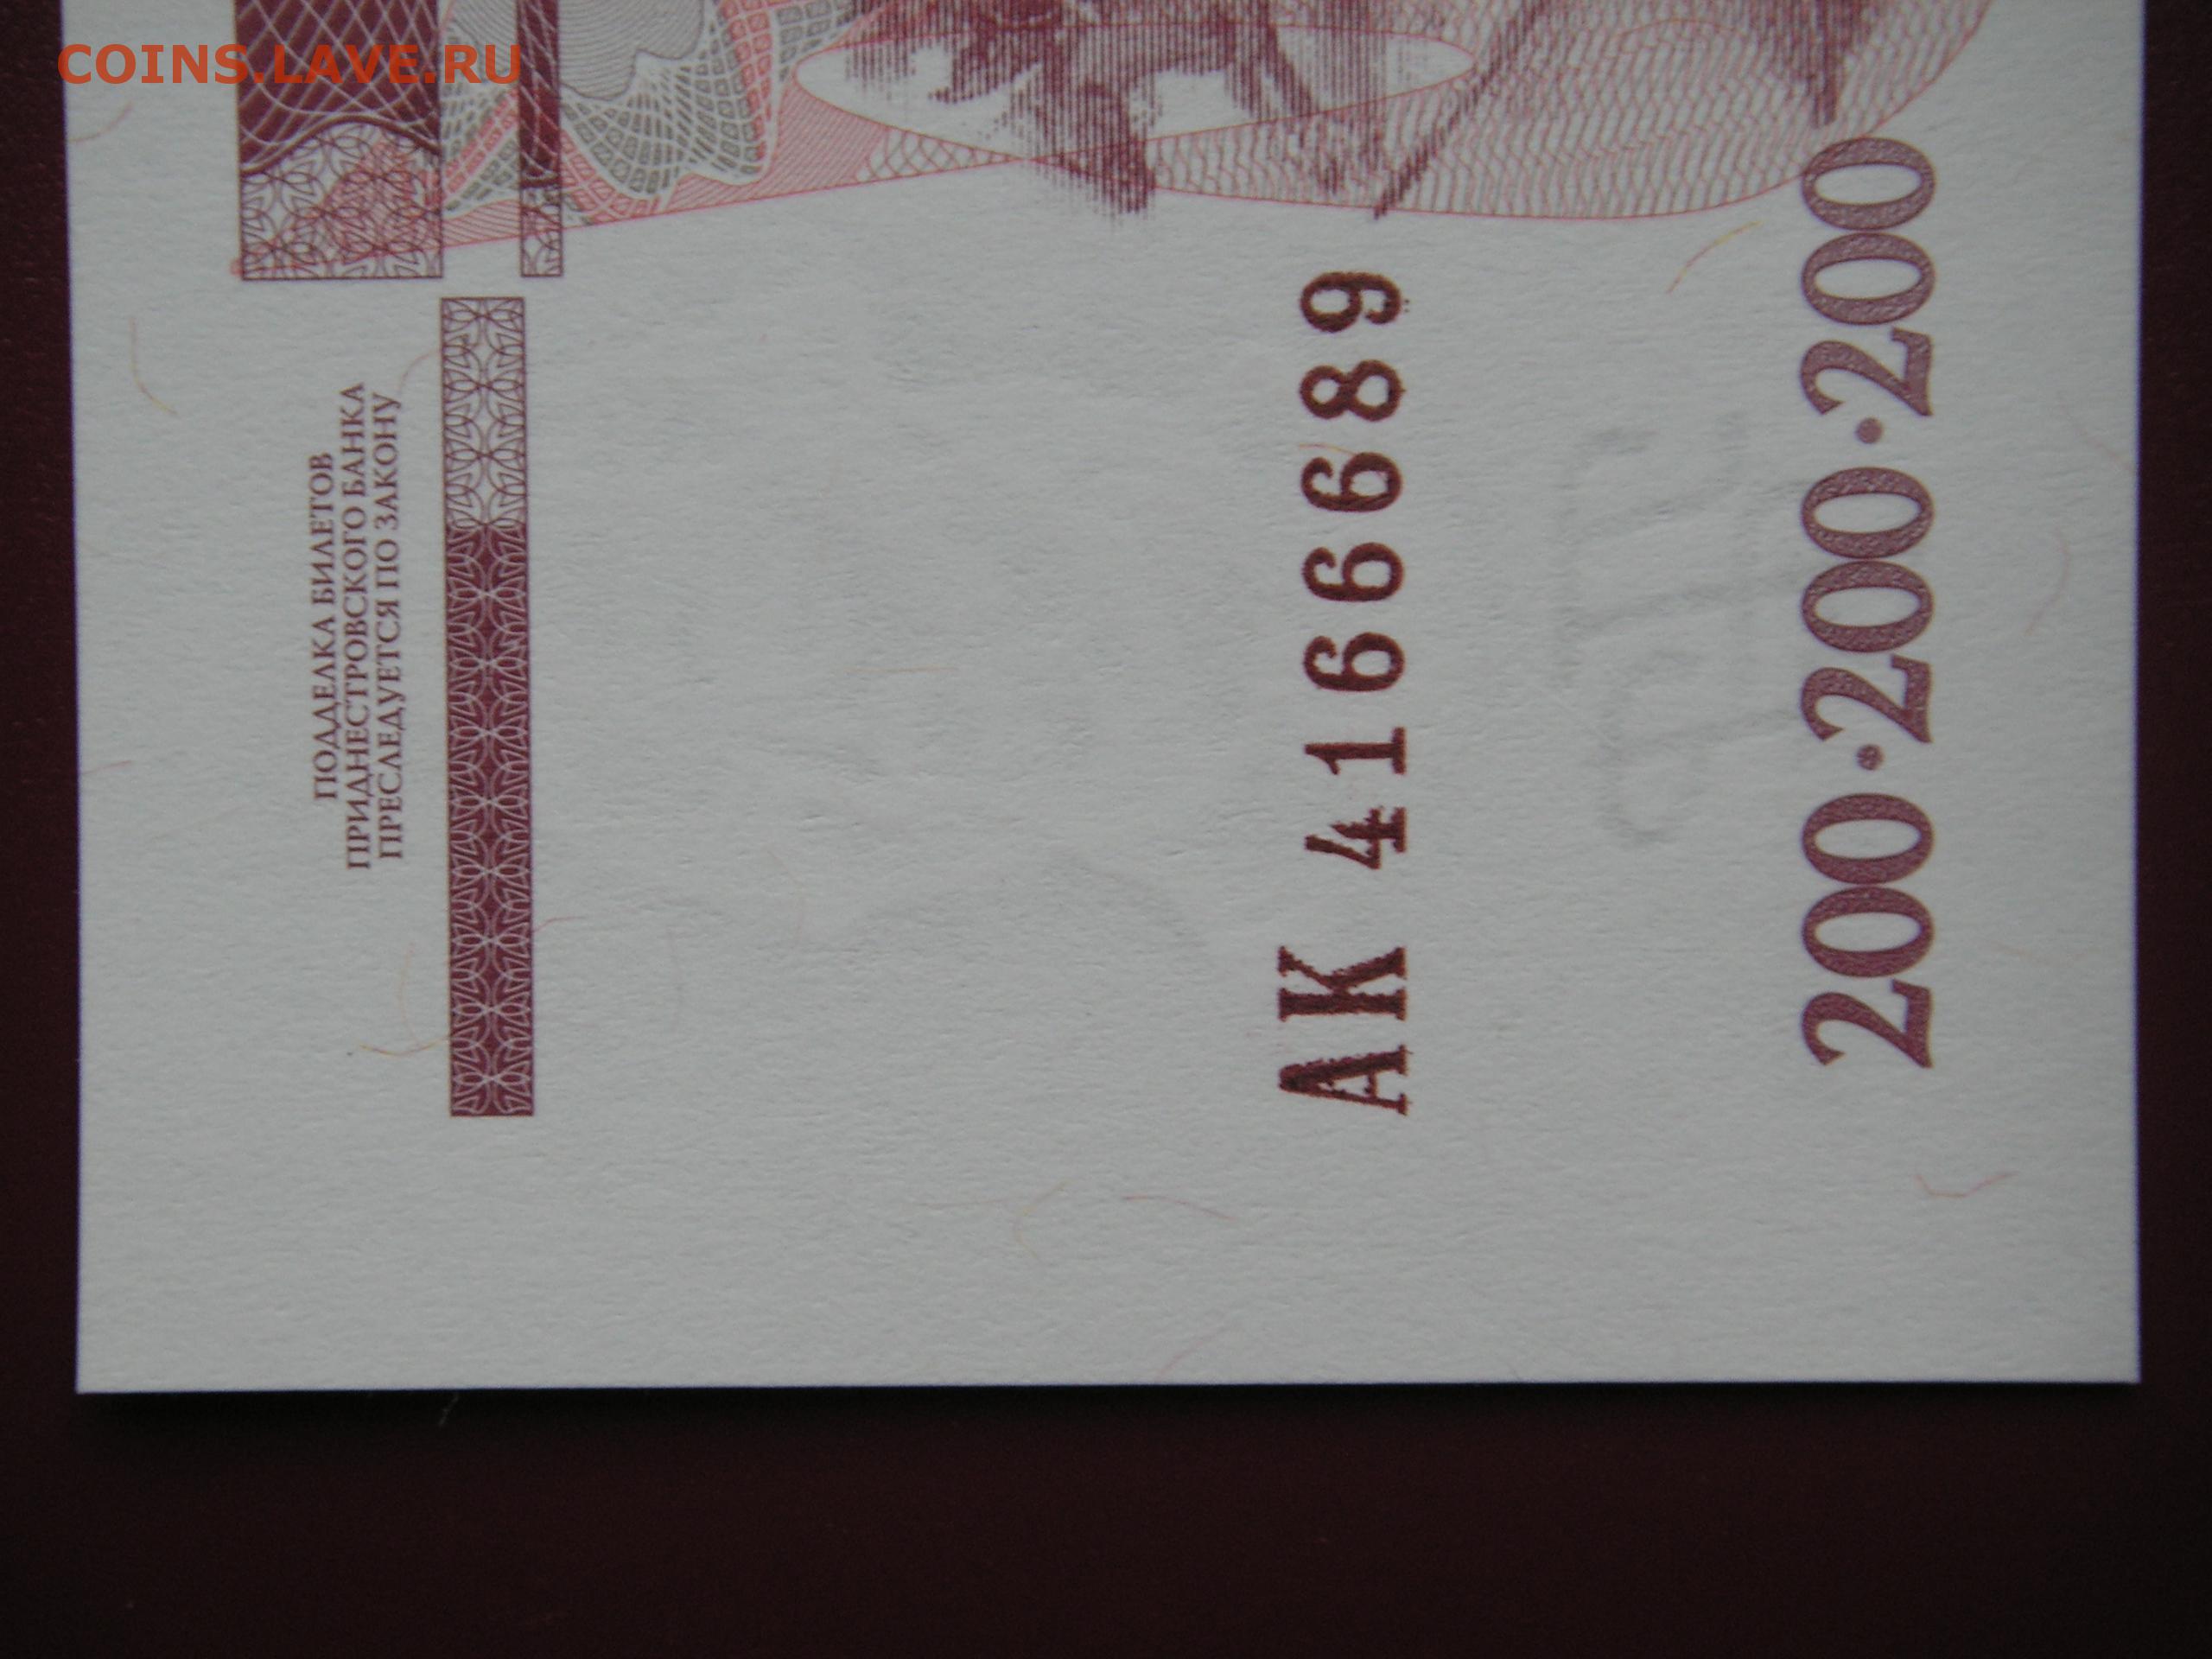 COINS.LAVE.RU
ПОДДЕЛКА БИЛЕТОВ
ПРИДНЕСТРОВСКОГО БАНКА
ПРЕСЛЕДУЕТСЯ ПО ЗАКОНУ
АК 4166689
200·200·200